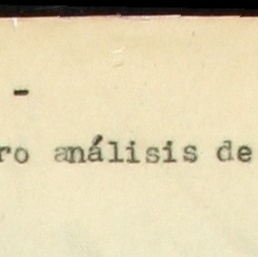 -
ro análisis de